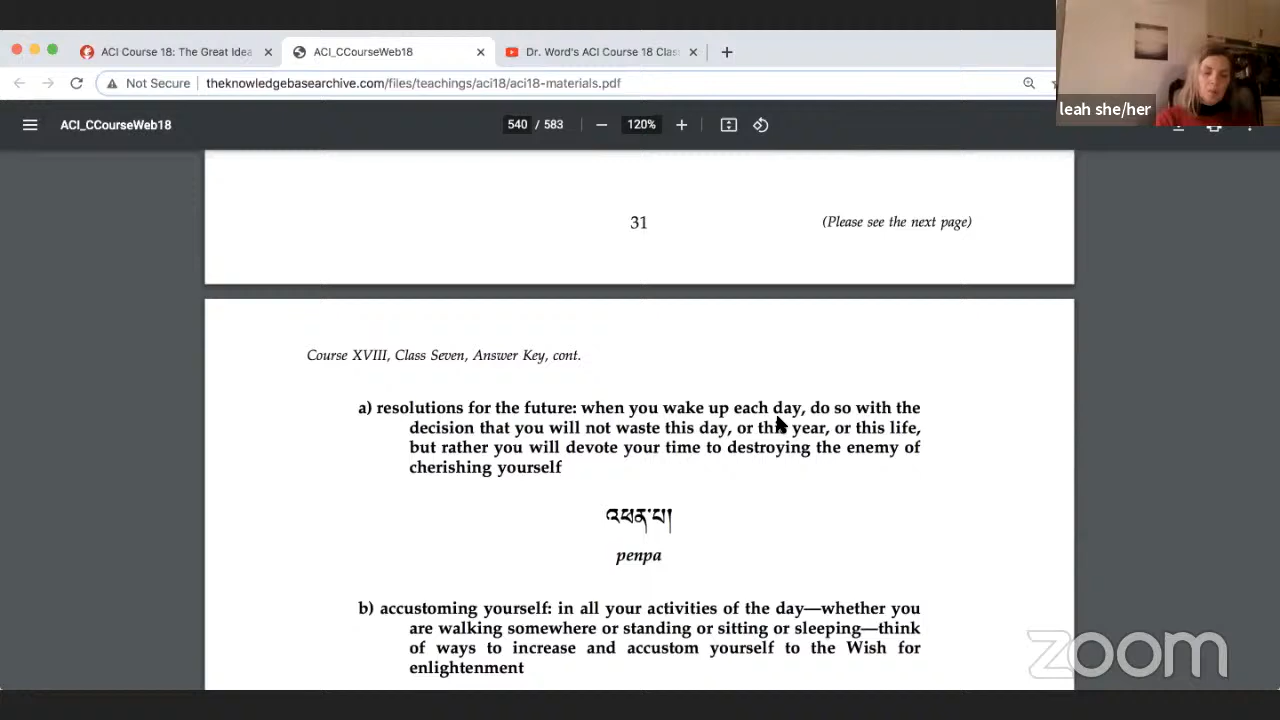 ACI Course 18: The Great Idea
ACI_CCourseWeb18
Dr. Word's ACI Course 18 Clas
Not Secure
theknowledgebasearchive.com/files/teachings/aci18/aci18-materials.pdf
leah she/her
ACI_CCourseWeb18
540 / 583
120%
31
(Please see the next page)
Course XVIII, Class Seven, Answer Key, cont.
a) resolutions for the future: when you wake up each day, do so with the
decision that you will not waste this day, or this year, or this life,
but rather you will devote your time to destroying the enemy of
cherishing yourself
འཕན་པ།
penpa
b) accustoming yourself: in all your activities of the day—whether you
are walking somewhere or standing or sitting or sleeping—think
of ways to increase and accustom yourself to the Wish for
enlightenment
zoom